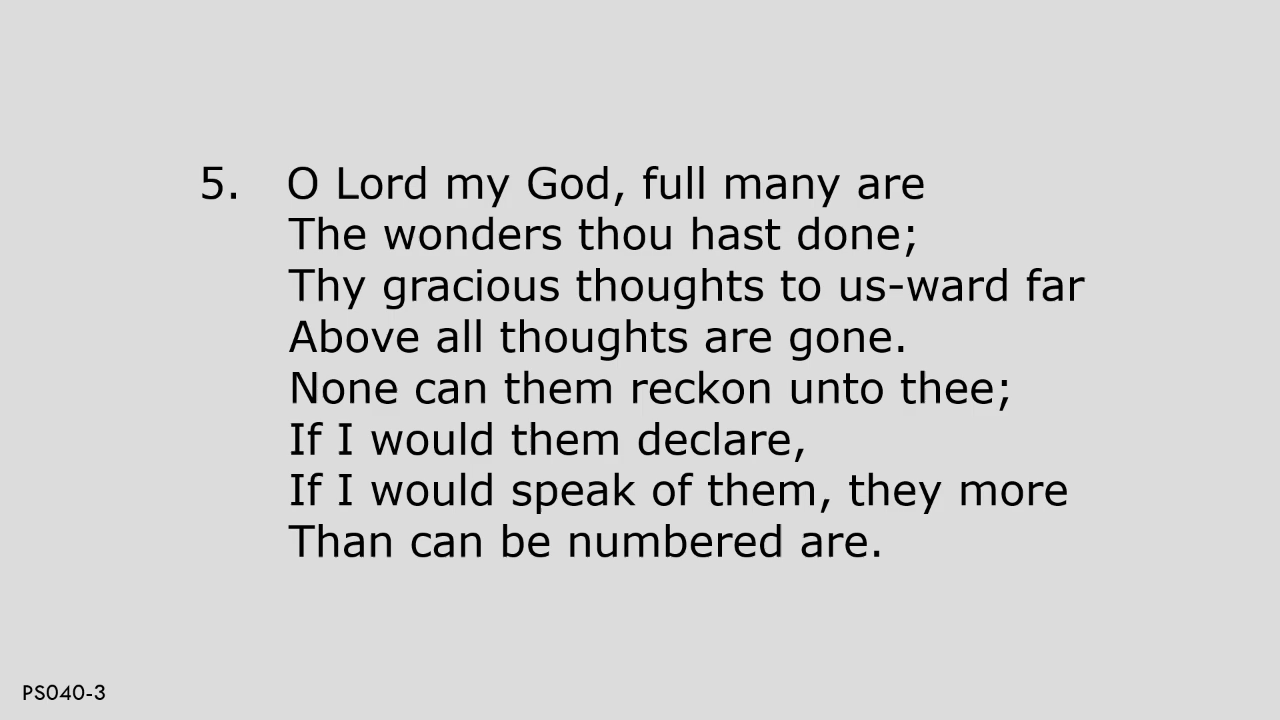 5. O Lord my God, full many are
The wonders thou hast done;
Thy gracious thoughts to us-ward far
Above all thoughts are gone.
None can them reckon unto thee;
If I would them declare,
If I would speak of them, they more
Than can be numbered are.
PS040-3